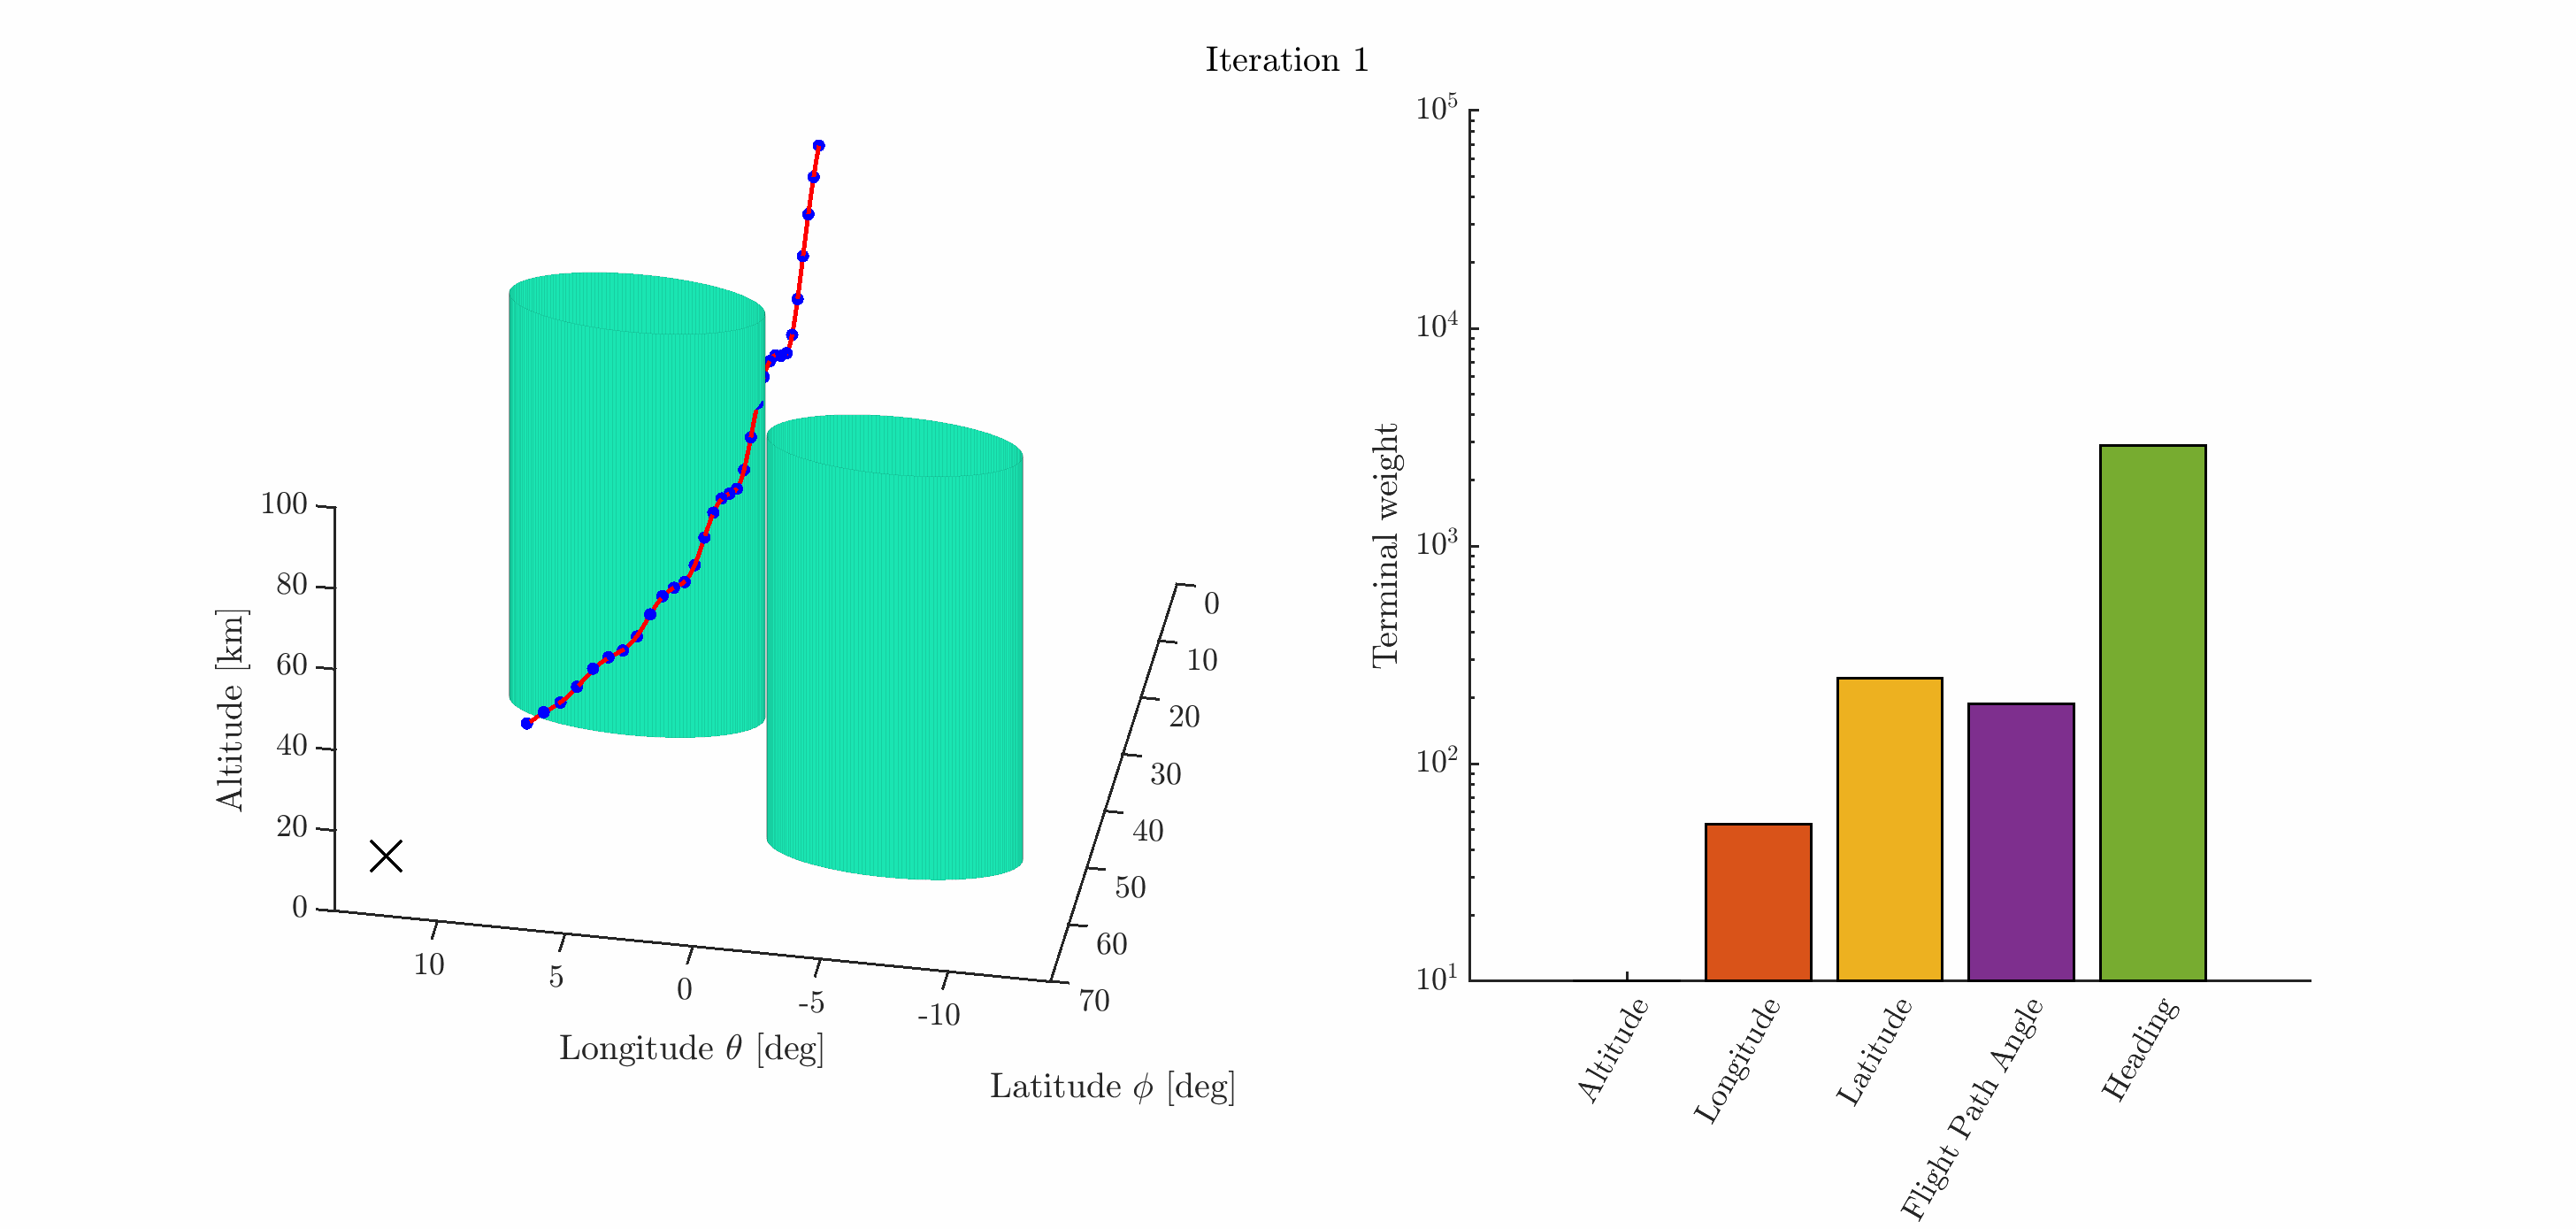 Iteration 1
100
80
60
40
20
0
Altitude [km]
10
5
0
-5
-10
Longitude θ [deg]
0
10
20
30
40
50
60
70
Latitude ϕ [deg]
10⁵
10⁴
10³
10²
10¹
Terminal weight
Altitude
Longitude
Latitude
Flight Path Angle
Heading